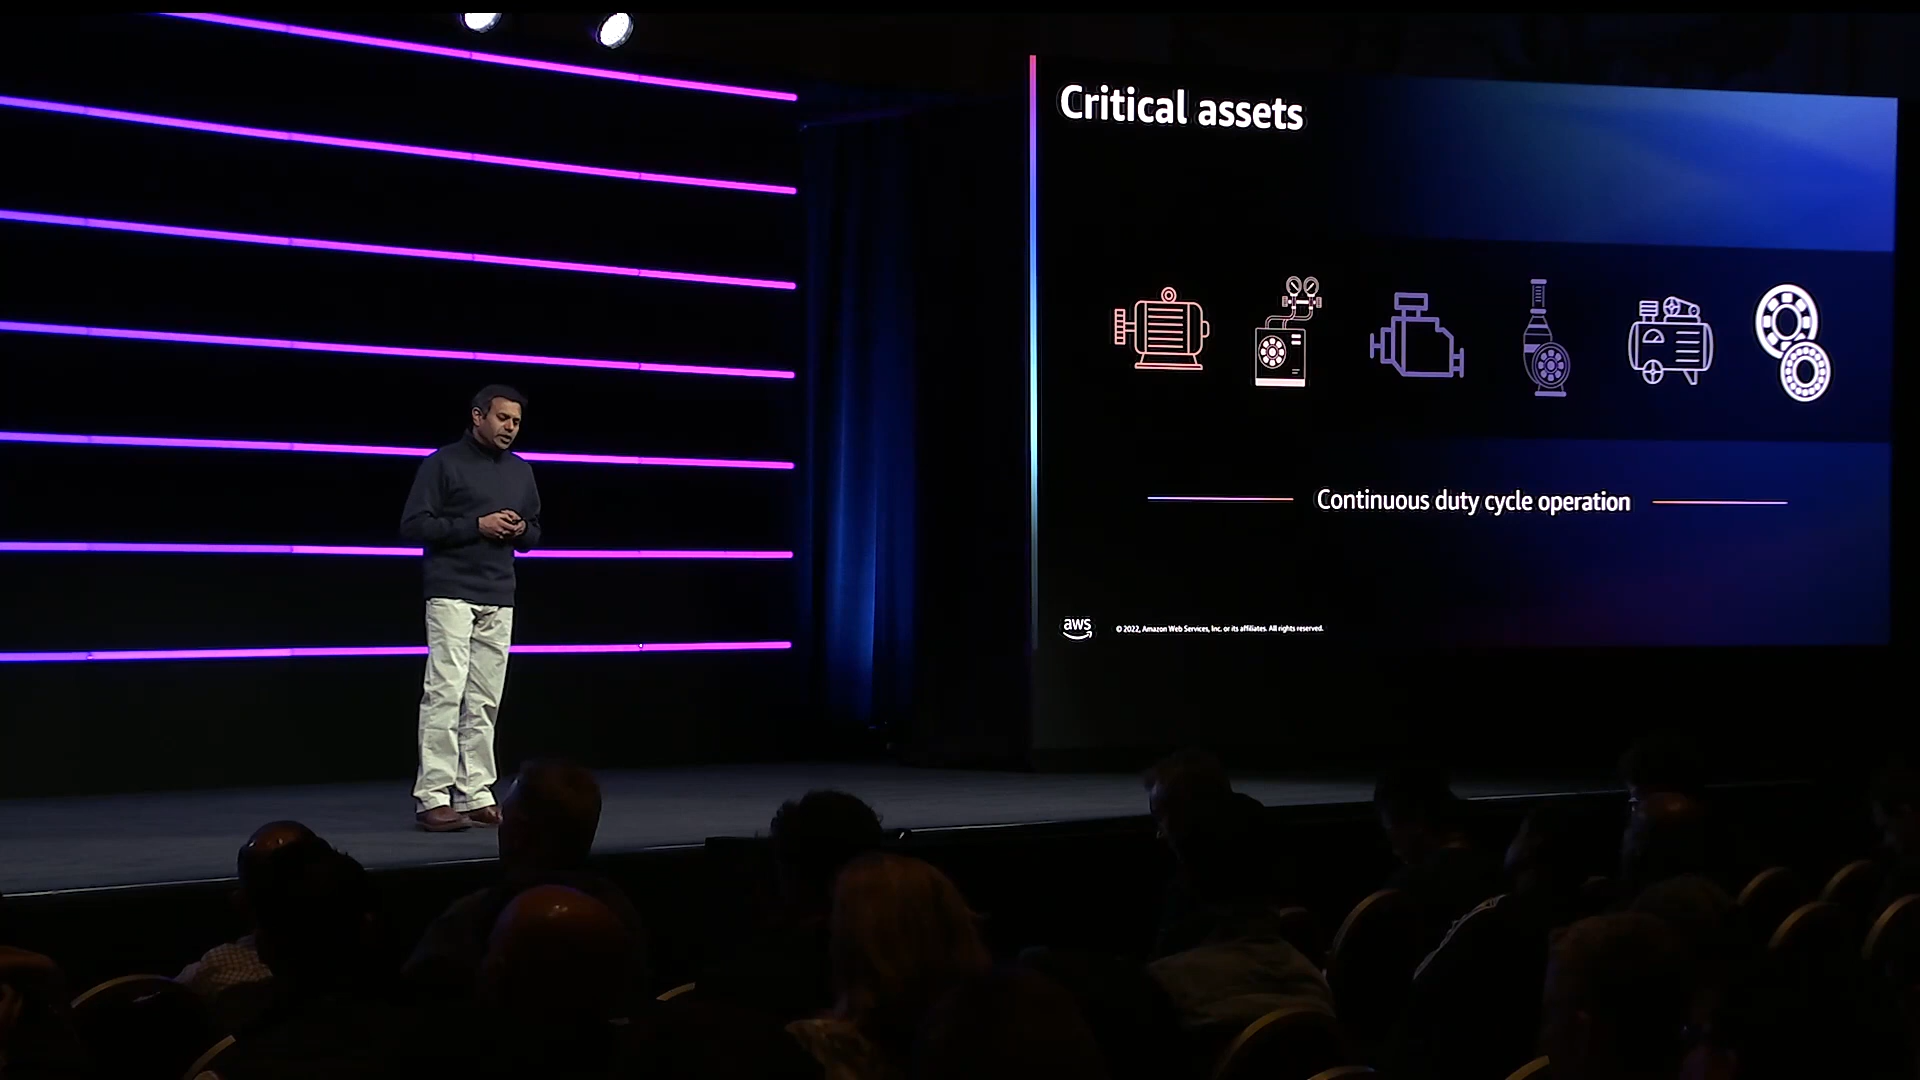 Critical assets
Continuous duty cycle operation
aws
© 2022, Amazon Web Services, Inc. or its affiliates. All rights reserved.